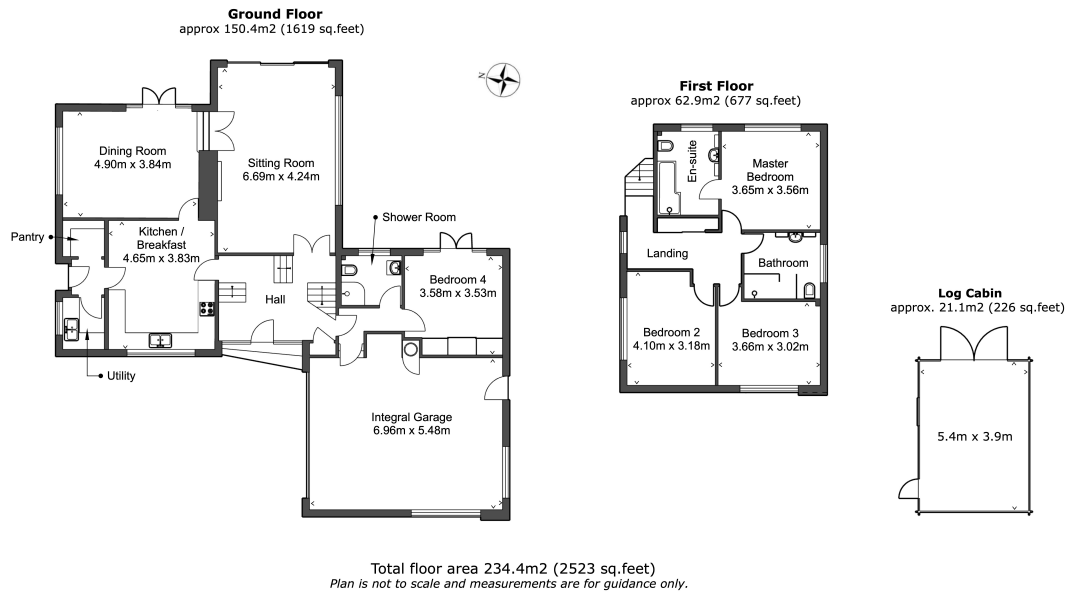 Ground Floor
approx 150.4m2 (1619 sq.feet)
N
Dining Room
4.90m x 3.84m
Sitting Room
6.69m x 4.24m
Shower Room
Pantry
Kitchen /
Breakfast
4.65m x 3.83m
Hall
Bedroom 4
3.58m x 3.53m
Utility
Integral Garage
6.96m x 5.48m
First Floor
approx 62.9m2 (677 sq.feet)
En-suite
Master
Bedroom
3.65m x 3.56m
Landing
Bathroom
Bedroom 2
4.10m x 3.18m
Bedroom 3
3.66m x 3.02m
Log Cabin
approx. 21.1m2 (226 sq.feet)
5.4m x 3.9m
Total floor area 234.4m2 (2523 sq.feet)
Plan is not to scale and measurements are for guidance only.